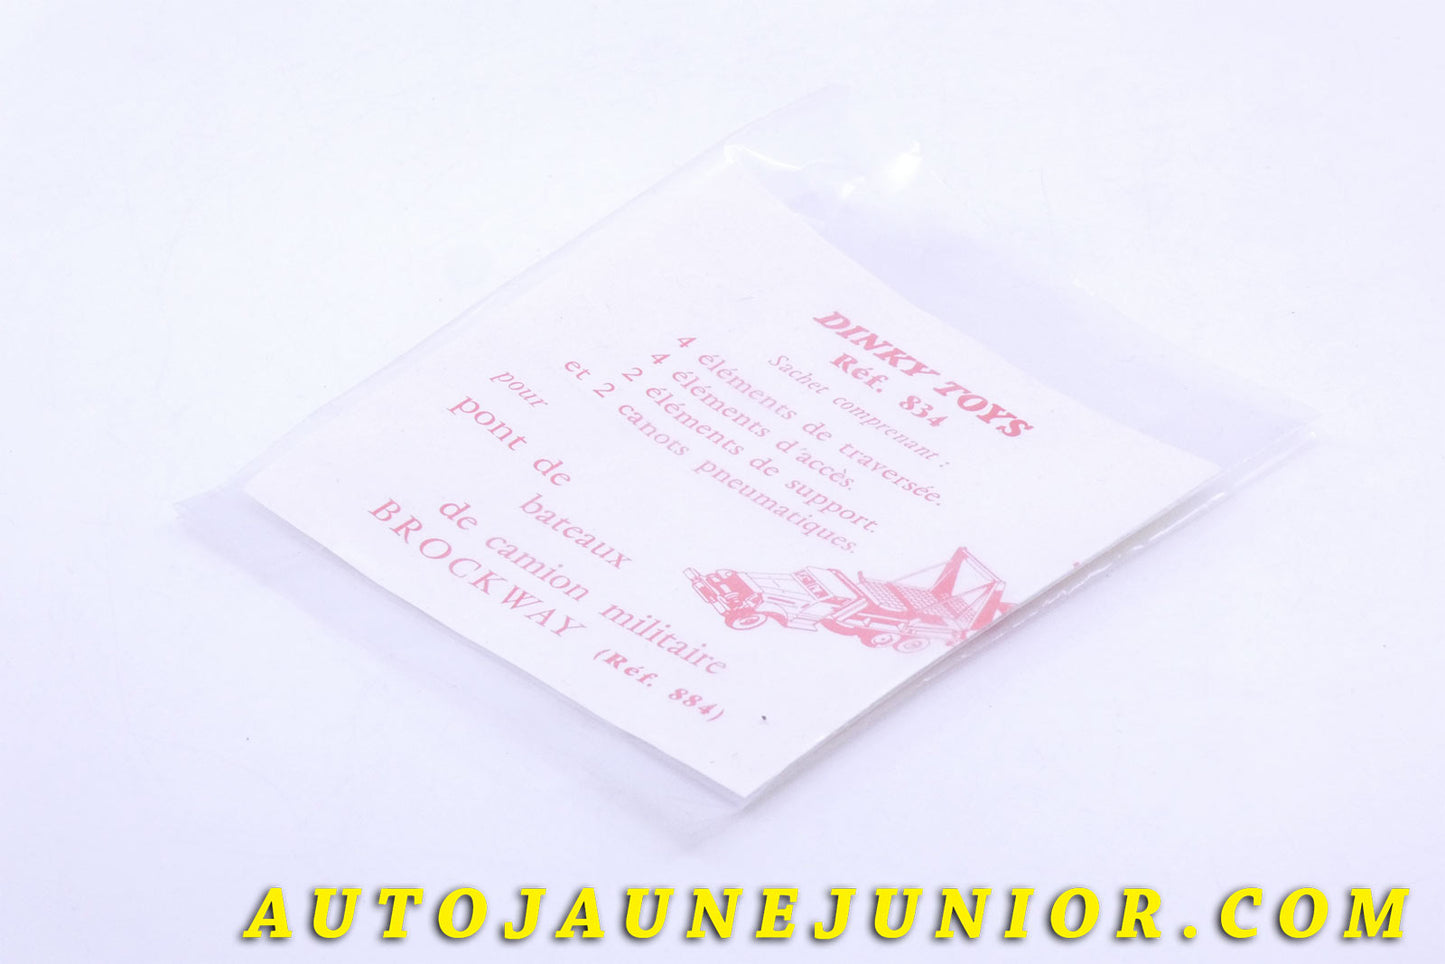 DINKY TOYS
Réf. 834
Sachet comprenant :
4 éléments de traversée.
4 éléments d'accès.
2 éléments de support.
et 2 canots pneumatiques.
pour
pont de
bateaux
de camion militaire
BROCKWAY (Réf. 884)
AUTOJAUNEJUNIOR.COM